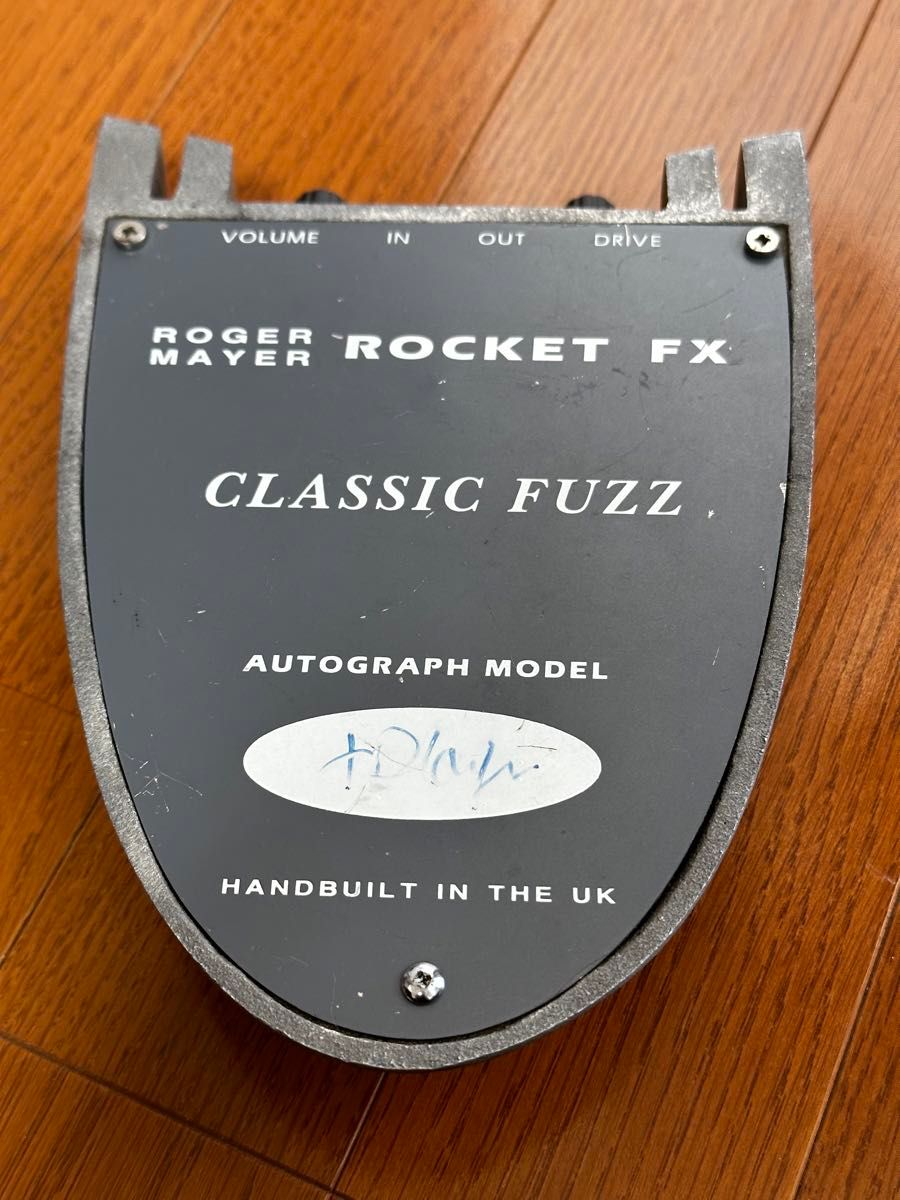 VOLUME IN OUT DRIVE
ROGER MAYER ROCKET FX
CLASSIC FUZZ
AUTOGRAPH MODEL
HANDBUILT IN THE UK